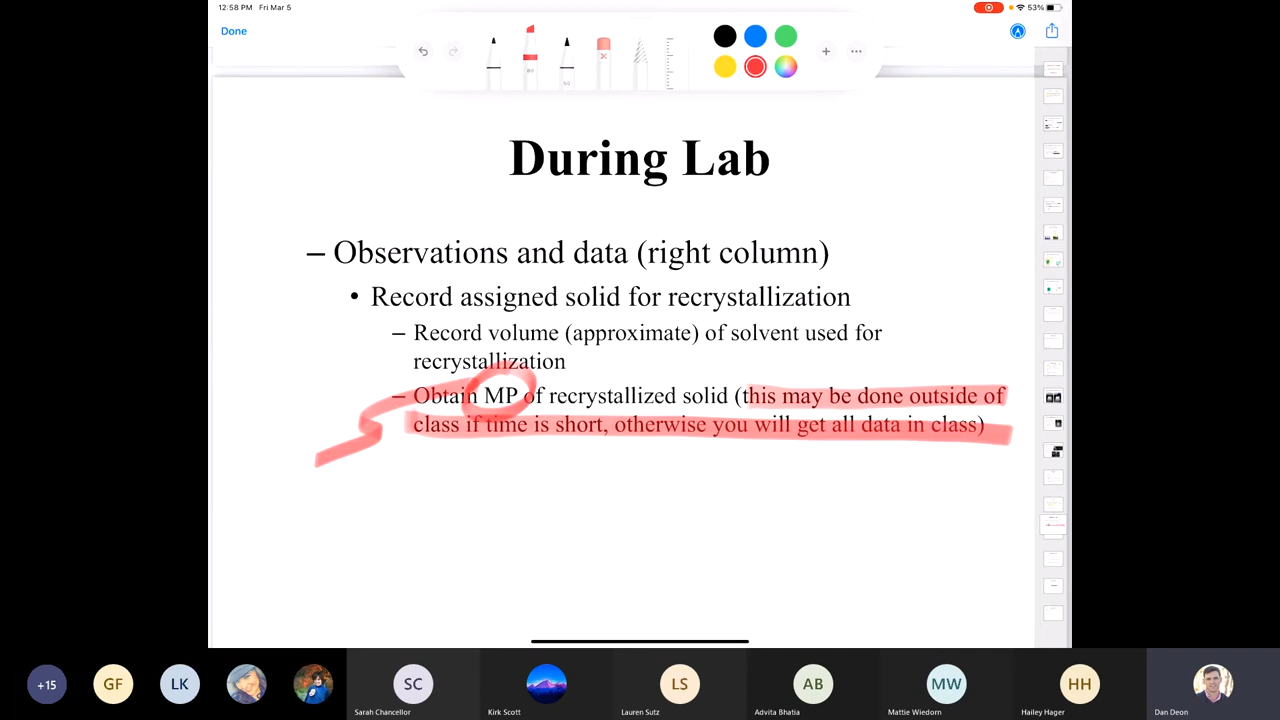 12:58 PM Fri Mar 5
53%
Done
During Lab
– Observations and data (right column)
• Record assigned solid for recrystallization
– Record volume (approximate) of solvent used for
recrystallization
– Obtain MP of recrystallized solid (this may be done outside of
class if time is short, otherwise you will get all data in class)
+15
GF
LK
SC
LS
AB
MW
HH
Sarah Chancellor
Kirk Scott
Lauren Sutz
Advita Bhatia
Mattie Wiedorn
Hailey Hager
Dan Deon